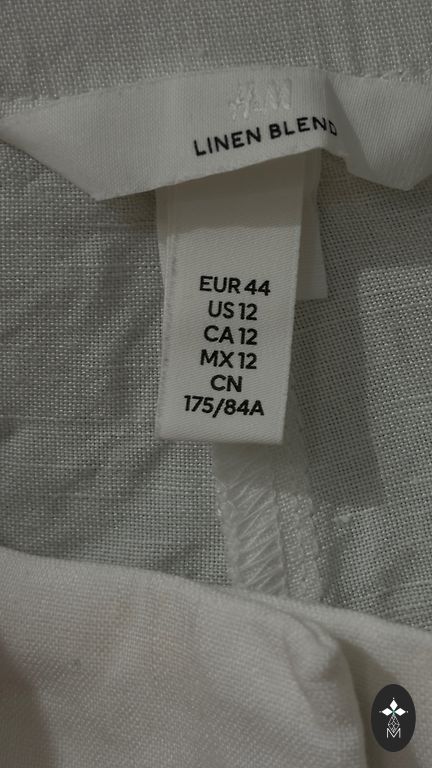 H&M
LINEN BLEND
EUR 44
US 12
CA 12
MX 12
CN
175/84A
M